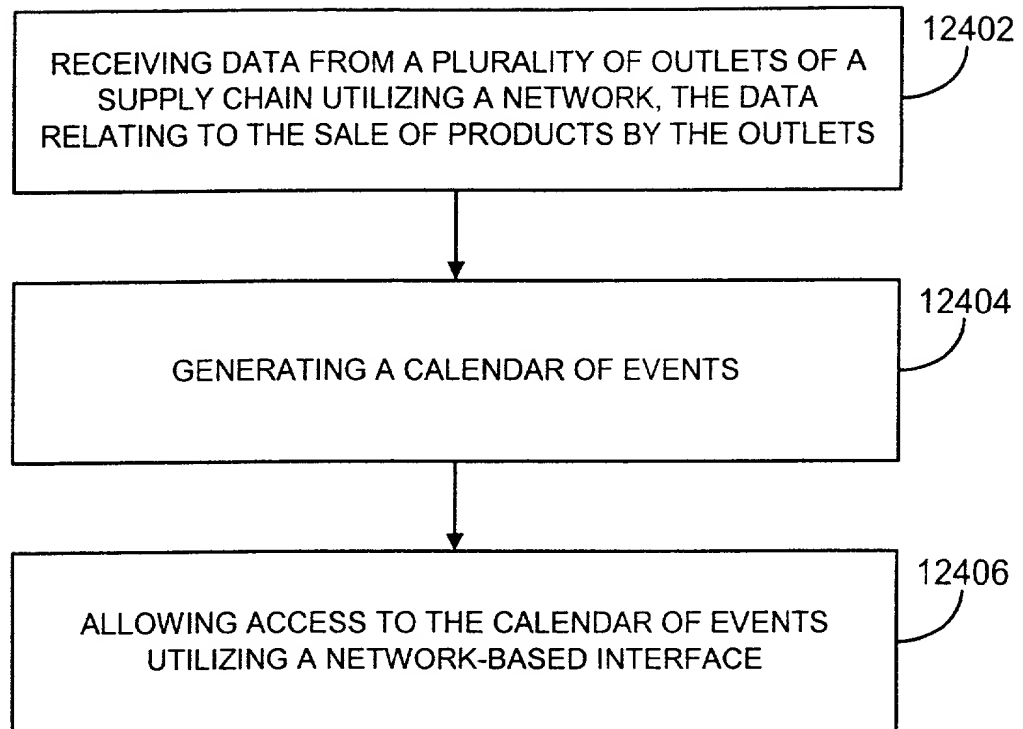 12402
RECEIVING DATA FROM A PLURALITY OF OUTLETS OF A
SUPPLY CHAIN UTILIZING A NETWORK, THE DATA
RELATING TO THE SALE OF PRODUCTS BY THE OUTLETS
12404
GENERATING A CALENDAR OF EVENTS
12406
ALLOWING ACCESS TO THE CALENDAR OF EVENTS
UTILIZING A NETWORK-BASED INTERFACE